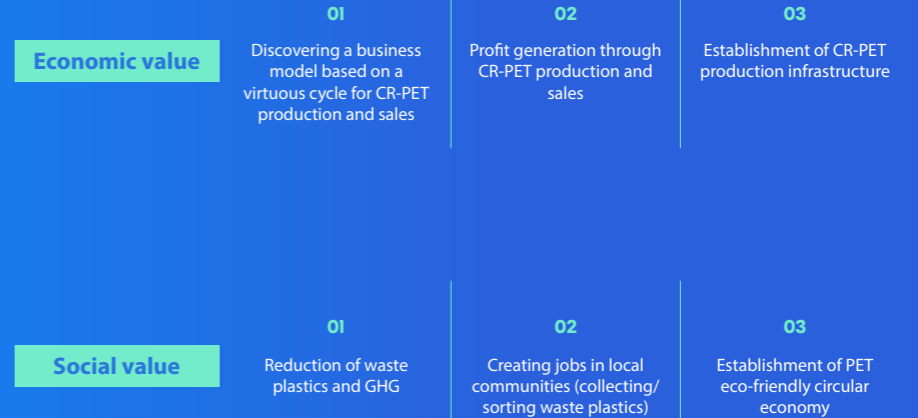 01
02
03
Economic value
Discovering a business
model based on a
virtuous cycle for CR-PET
production and sales
Profit generation through
CR-PET production and
sales
Establishment of CR-PET
production infrastructure
01
02
03
Social value
Reduction of waste
plastics and GHG
Creating jobs in local
communities (collecting/
sorting waste plastics)
Establishment of PET
eco-friendly circular
economy